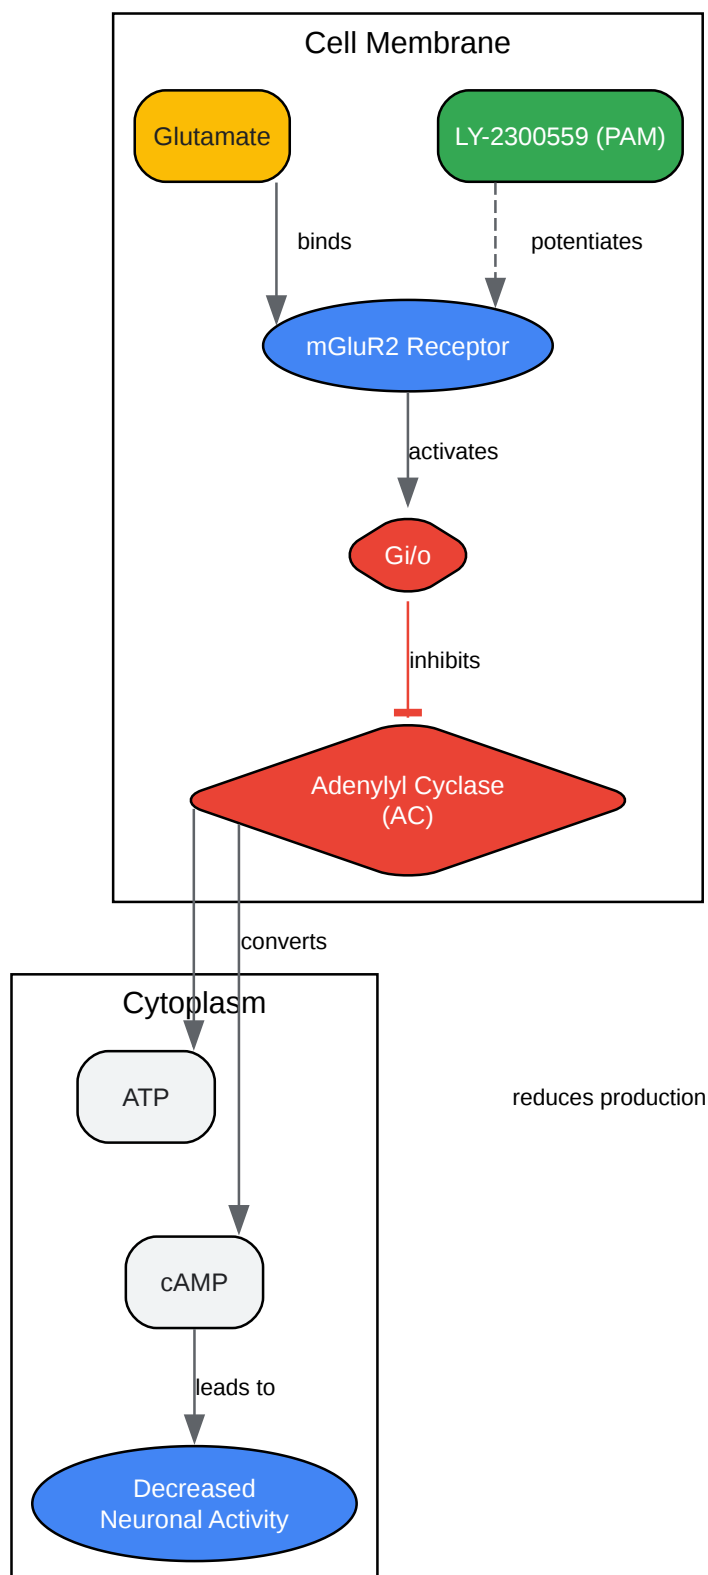 Cell Membrane
Glutamate
LY-2300559 (PAM)
binds
potentiates
mGluR2 Receptor
activates
Gi/o
inhibits
Adenylyl Cyclase
(AC)
converts
Cytoplasm
ATP
reduces production
cAMP
leads to
Decreased
Neuronal Activity